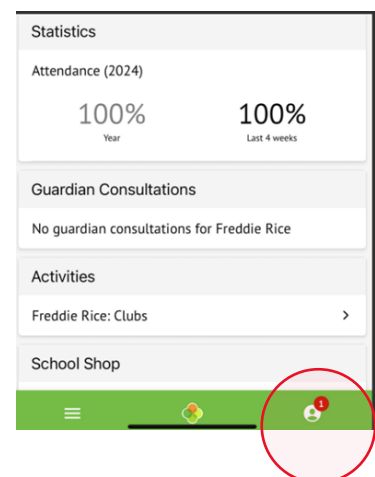 Statistics
Attendance (2024)
100% 100%
Year Last 4 weeks
Guardian Consultations
No guardian consultations for Freddie Rice
Activities
Freddie Rice: Clubs
School Shop
1